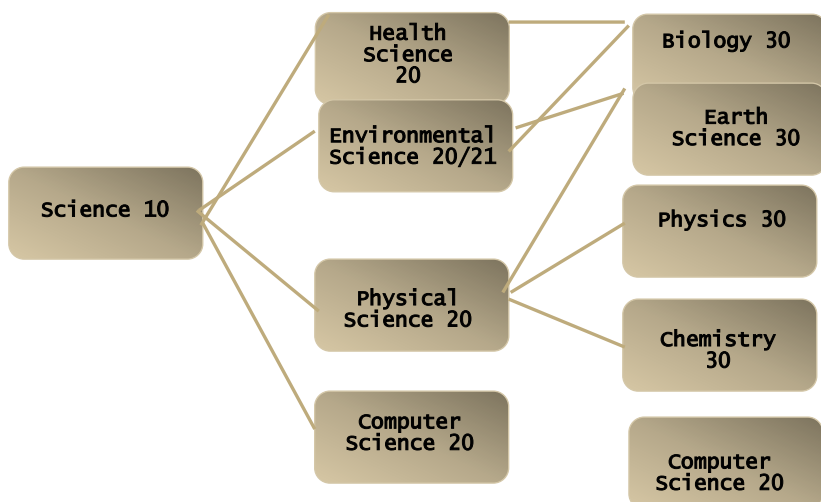 Health
Science
20
Biology 30
Environmental
Science 20/21
Earth
Science 30
Science 10
Physics 30
Physical
Science 20
Chemistry
30
Computer
Science 20
Computer
Science 20